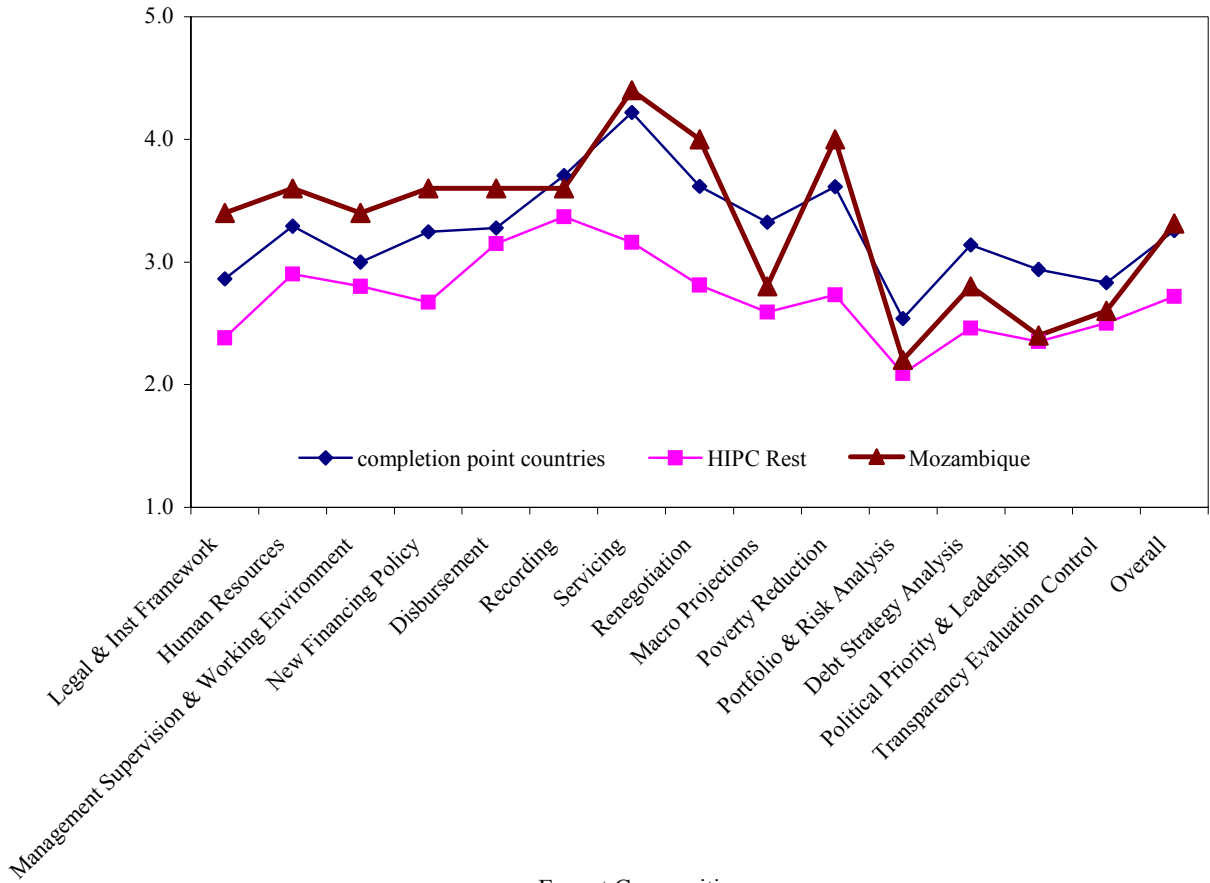 5.0
4.0
3.0
2.0
1.0
completion point countries
HIPC Rest
Mozambique
Legal & Inst Framework
Human Resources
Management Supervision & Working Environment
New Financing Policy
Disbursement
Recording
Servicing
Renegotiation
Macro Projections
Poverty Reduction
Portfolio & Risk Analysis
Debt Strategy Analysis
Political Priority & Leadership
Transparency Evaluation Control
Overall